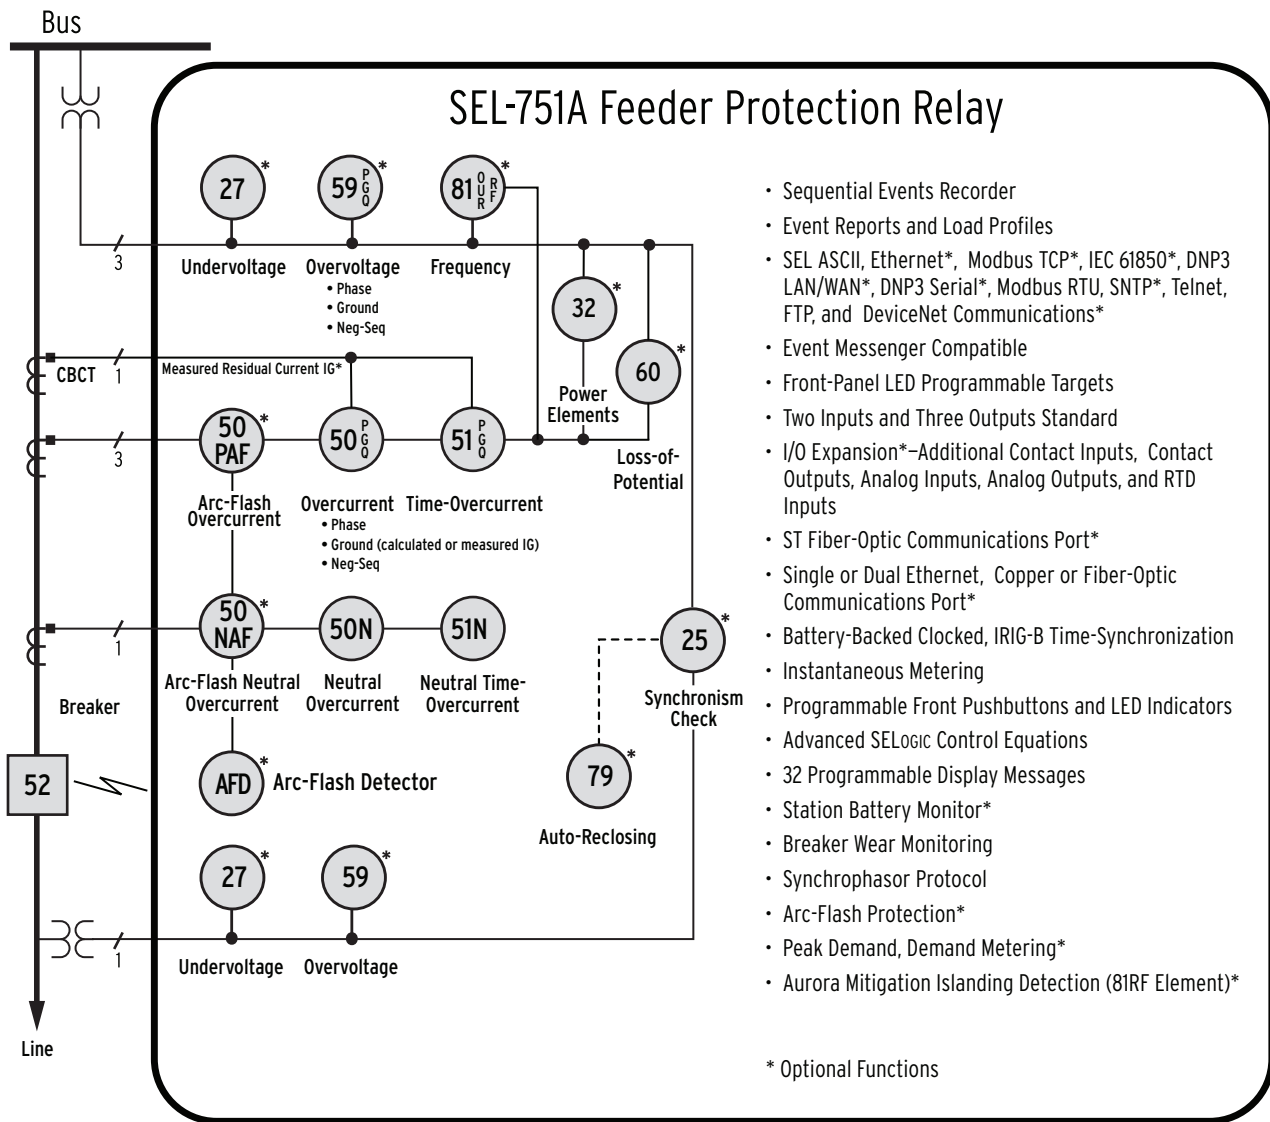 Bus
SEL-751A Feeder Protection Relay
27 *
59 P G Q *
81 O U R RF *
3
Undervoltage
Overvoltage
• Phase
• Ground
• Neg-Seq
Frequency
32 *
Power
Elements
60 *
Loss-of-
Potential
CBCT
1
Measured Residual Current IG*
3
50
PAF *
50 P G Q
51 P G Q
Arc-Flash
Overcurrent
Overcurrent
• Phase
• Ground (calculated or measured IG)
• Neg-Seq
Time-Overcurrent
1
50
NAF *
50N
51N
25 *
Arc-Flash Neutral
Overcurrent
Neutral
Overcurrent
Neutral Time-
Overcurrent
Synchronism
Check
Breaker
52
AFD *
Arc-Flash Detector
79 *
Auto-Reclosing
27 *
59 *
1
Undervoltage
Overvoltage
Line
• Sequential Events Recorder
• Event Reports and Load Profiles
• SEL ASCII, Ethernet*, Modbus TCP*, IEC 61850*, DNP3
LAN/WAN*, DNP3 Serial*, Modbus RTU, SNTP*, Telnet,
FTP, and DeviceNet Communications*
• Event Messenger Compatible
• Front-Panel LED Programmable Targets
• Two Inputs and Three Outputs Standard
• I/O Expansion*–Additional Contact Inputs, Contact
Outputs, Analog Inputs, Analog Outputs, and RTD
Inputs
• ST Fiber-Optic Communications Port*
• Single or Dual Ethernet, Copper or Fiber-Optic
Communications Port*
• Battery-Backed Clocked, IRIG-B Time-Synchronization
• Instantaneous Metering
• Programmable Front Pushbuttons and LED Indicators
• Advanced SELOGIC Control Equations
• 32 Programmable Display Messages
• Station Battery Monitor*
• Breaker Wear Monitoring
• Synchrophasor Protocol
• Arc-Flash Protection*
• Peak Demand, Demand Metering*
• Aurora Mitigation Islanding Detection (81RF Element)*
* Optional Functions